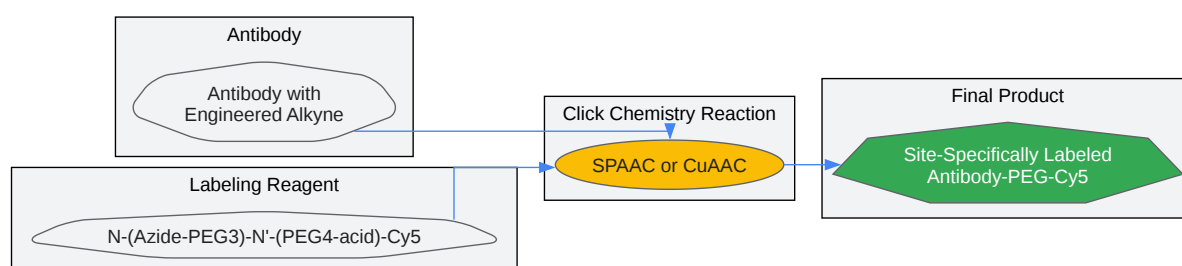 Antibody
Antibody with
Engineered Alkyne
Labeling Reagent
N-(Azide-PEG3)-N'-(PEG4-acid)-Cy5
Click Chemistry Reaction
SPAAC or CuAAC
Final Product
Site-Specifically Labeled
Antibody-PEG-Cy5